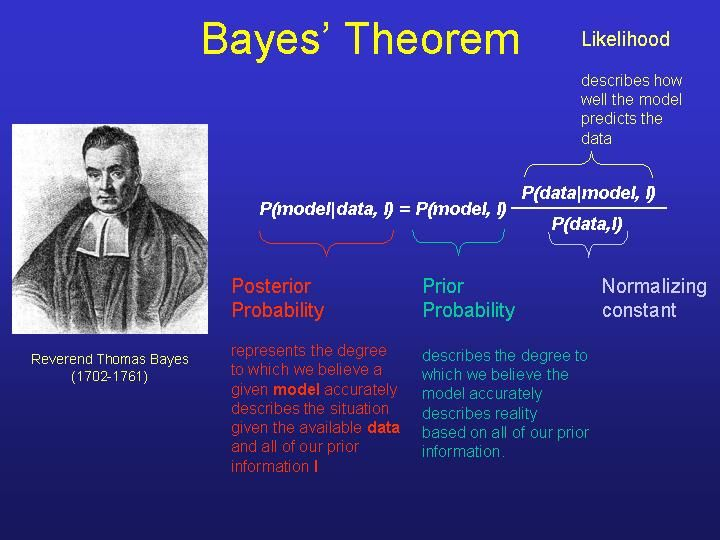 Bayes’ Theorem
Likelihood
describes how
well the model
predicts the
data
P(model|data, I) = P(model, I) P(data|model, I)
P(data,I)
Posterior
Probability
Prior
Probability
Normalizing
constant
Reverend Thomas Bayes
(1702-1761)
represents the degree
to which we believe a
given model accurately
describes the situation
given the available data
and all of our prior
information I
describes the degree to
which we believe the
model accurately
describes reality
based on all of our prior
information.